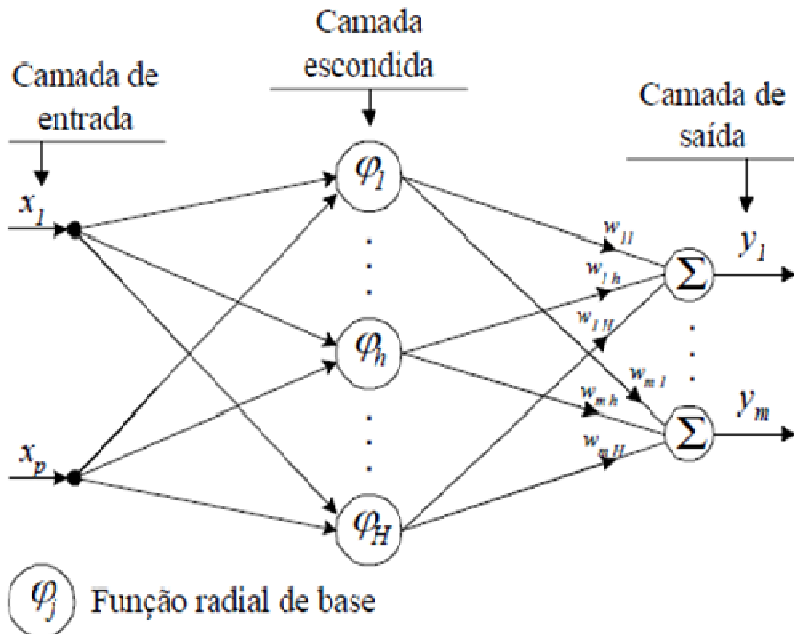 Camada de
entrada
Camada
escondida
Camada de
saída
x1
xp
φ1
φh
φH
w11
w1h
w1H
wm1
wmh
wmH
Σ
Σ
y1
ym
φj Função radial de base